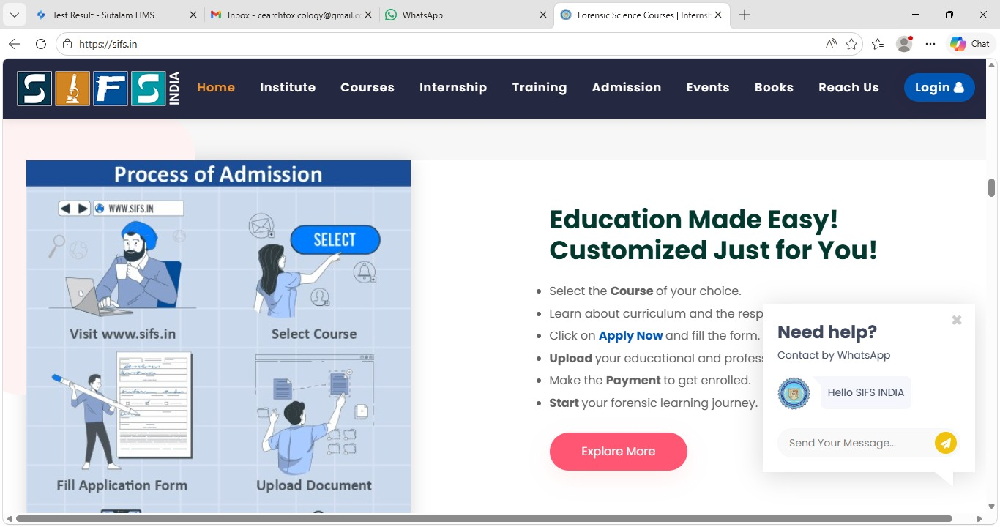 Test Result - Sufalam LIMS
Inbox - cearchtoxicology@gmail.cc
WhatsApp
Forensic Science Courses | Interns
https://sifs.in
Chat
SIFS INDIA
Home
Institute
Courses
Internship
Training
Admission
Events
Books
Reach Us
Login
Process of Admission
WWW.SIFS.IN
SELECT
Visit www.sifs.in
Select Course
Fill Application Form
Upload Document
Education Made Easy!
Customized Just for You!
Select the Course of your choice.
Learn about curriculum and the resp
Click on Apply Now and fill the form.
Upload your educational and profess
Make the Payment to get enrolled.
Start your forensic learning journey.
Explore More
Need help?
Contact by WhatsApp
Hello SIFS INDIA
Send Your Message...